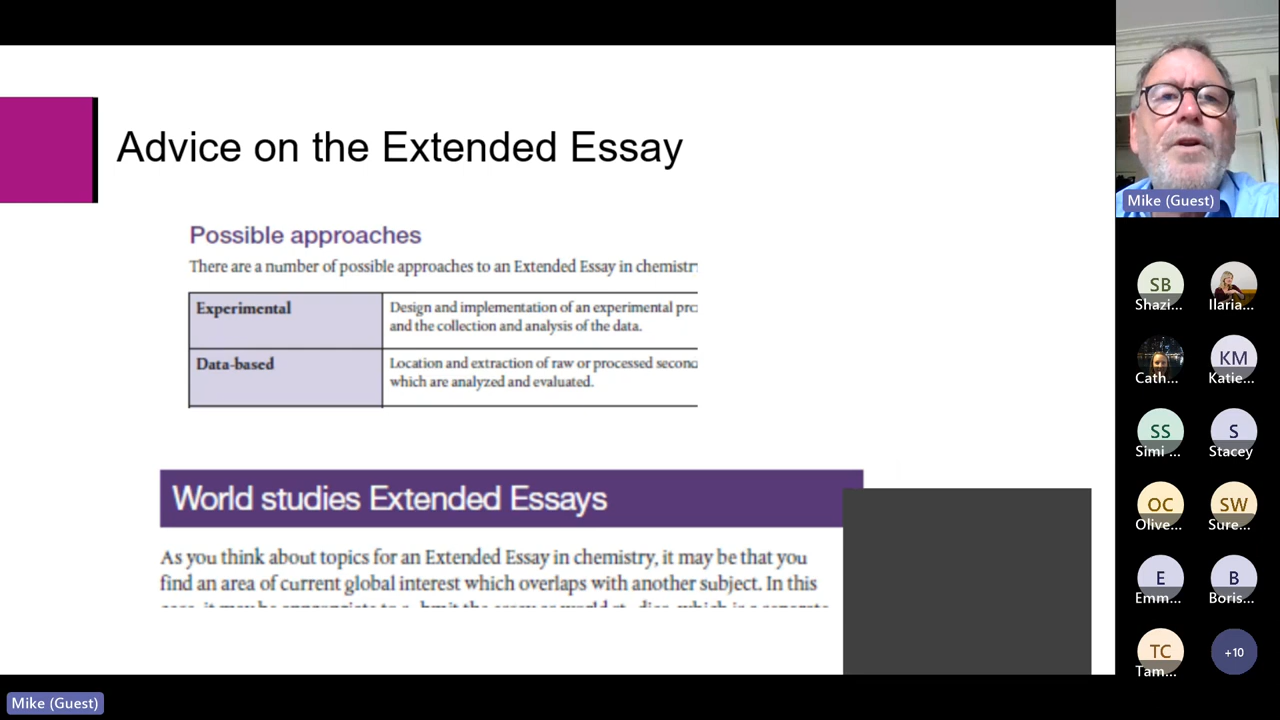 Advice on the Extended Essay
Possible approaches
There are a number of possible approaches to an Extended Essay in chemistr
Experimental
Design and implementation of an experimental pro
and the collection and analysis of the data.
Data-based
Location and extraction of raw or processed secon
which are analyzed and evaluated.
World studies Extended Essays
As you think about topics for an Extended Essay in chemistry, it may be that you
find an area of current global interest which overlaps with another subject. In this
Mike (Guest)
SB
Shazi...
Ilaria...
Cath...
KM
Katie...
SS
Simi ...
S
Stacey
OC
Olive...
SW
Sure...
E
Emm...
B
Boris...
TC
Tam...
+10
Mike (Guest)